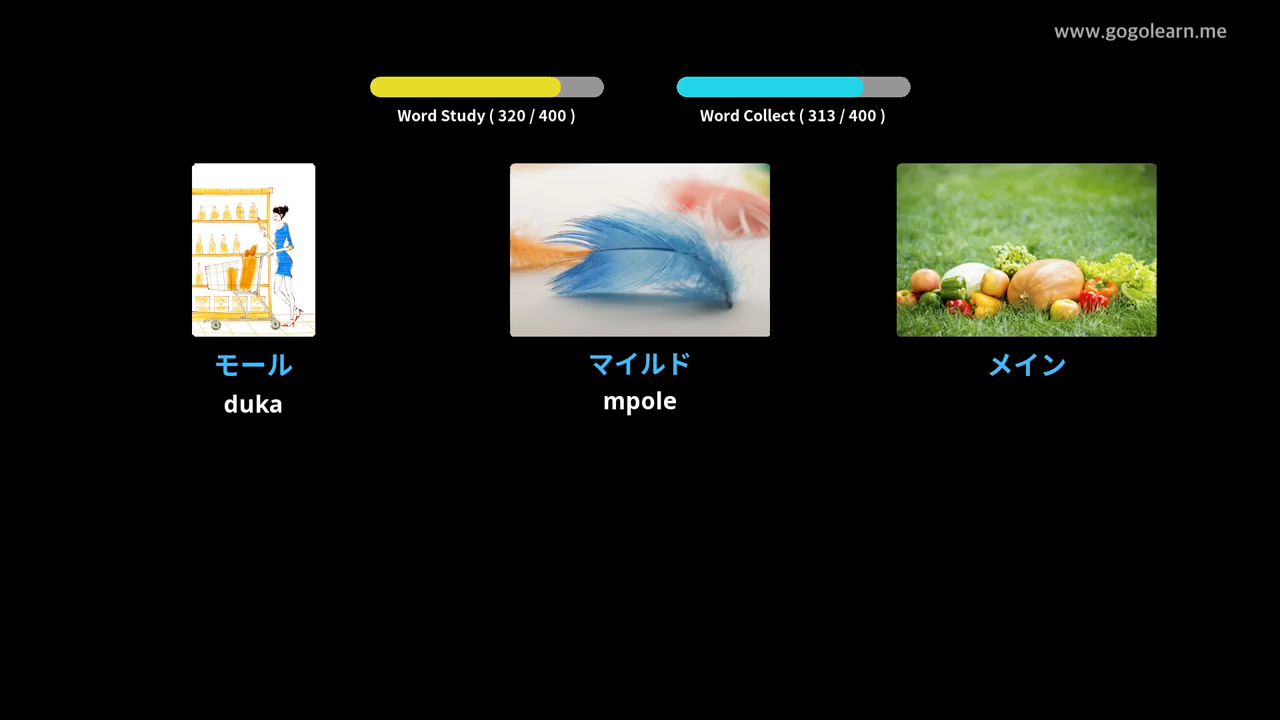 www.gogolearn.me
Word Study ( 320 / 400 )
Word Collect ( 313 / 400 )
モール
マイルド
メイン
duka
mpole